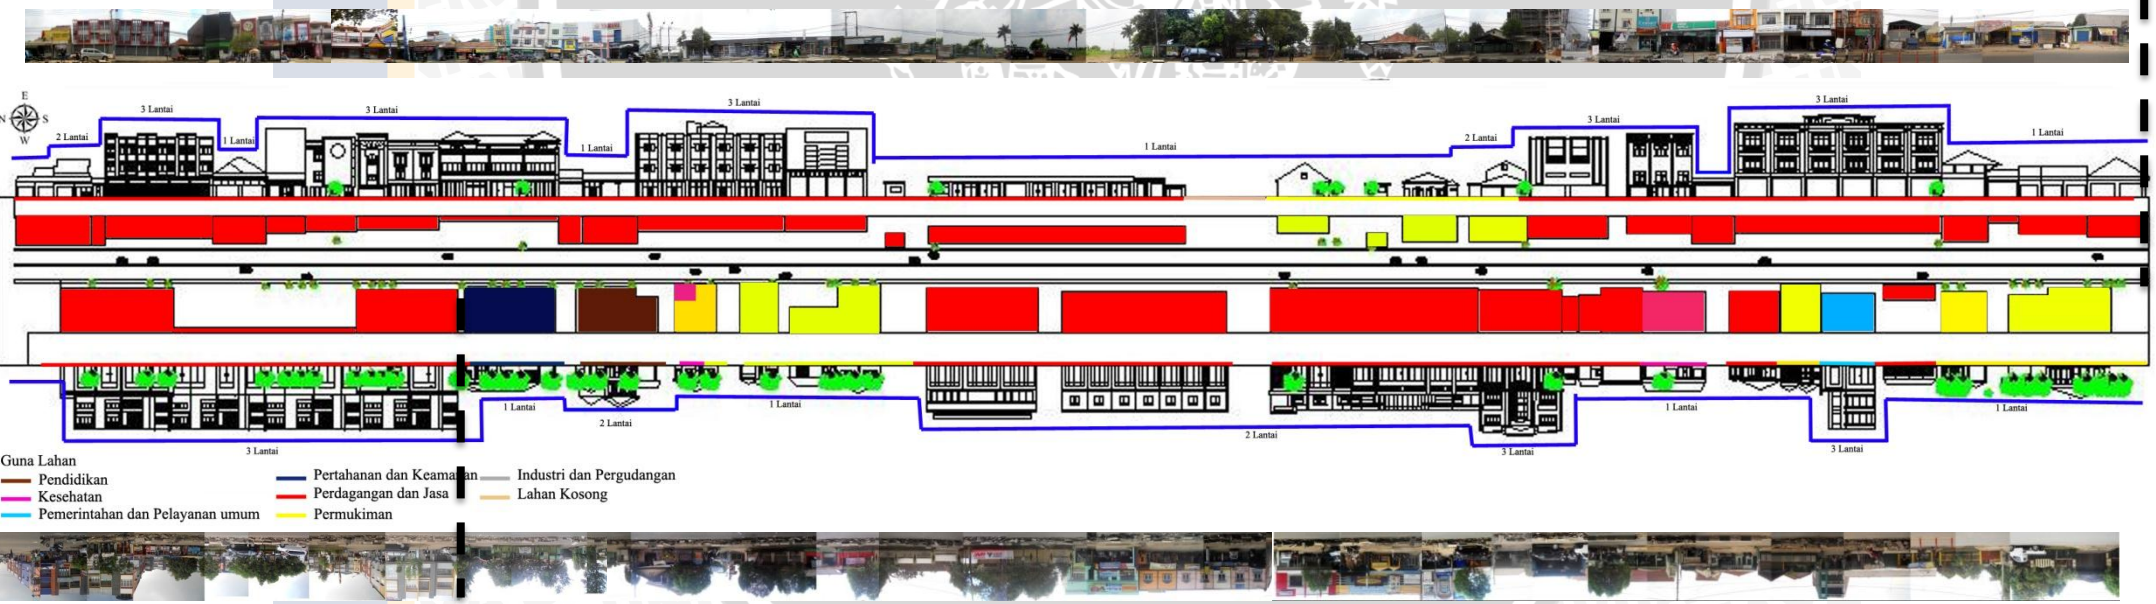 E
N S
W
2 Lantai
3 Lantai
1 Lantai
3 Lantai
1 Lantai
3 Lantai
1 Lantai
2 Lantai
3 Lantai
3 Lantai
1 Lantai
3 Lantai
1 Lantai
2 Lantai
1 Lantai
2 Lantai
3 Lantai
1 Lantai
3 Lantai
1 Lantai
Guna Lahan
Pendidikan
Kesehatan
Pemerintahan dan Pelayanan umum
Pertahanan dan Keamanan
Perdagangan dan Jasa
Permukiman
Industri dan Pergudangan
Lahan Kosong